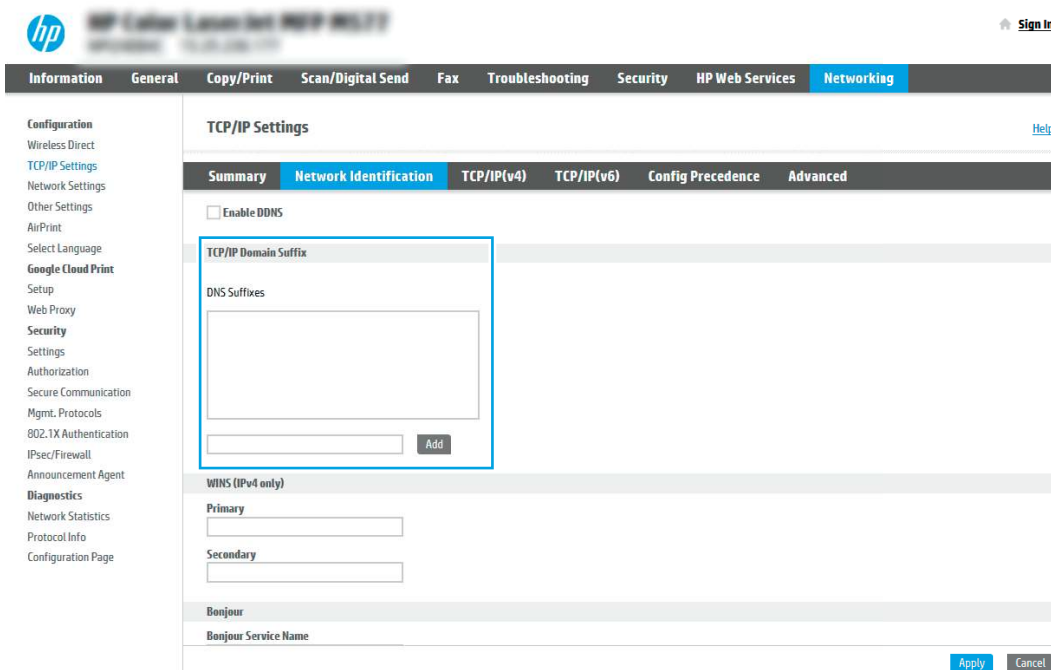 hp
Sign In
Information General Copy/Print Scan/Digital Send Fax Troubleshooting Security HP Web Services Networking
Configuration
Wireless Direct
TCP/IP Settings
Network Settings
Other Settings
AirPrint
Select Language
Google Cloud Print
Setup
Web Proxy
Security
Settings
Authorization
Secure Communication
Mgmt. Protocols
802.1X Authentication
IPsec/Firewall
Announcement Agent
Diagnostics
Network Statistics
Protocol Info
Configuration Page
TCP/IP Settings
Help
Summary Network Identification TCP/IP(v4) TCP/IP(v6) Config Precedence Advanced
Enable DDNS
TCP/IP Domain Suffix
DNS Suffixes
Add
WINS (IPv4 only)
Primary
Secondary
Bonjour
Bonjour Service Name
Apply Cancel